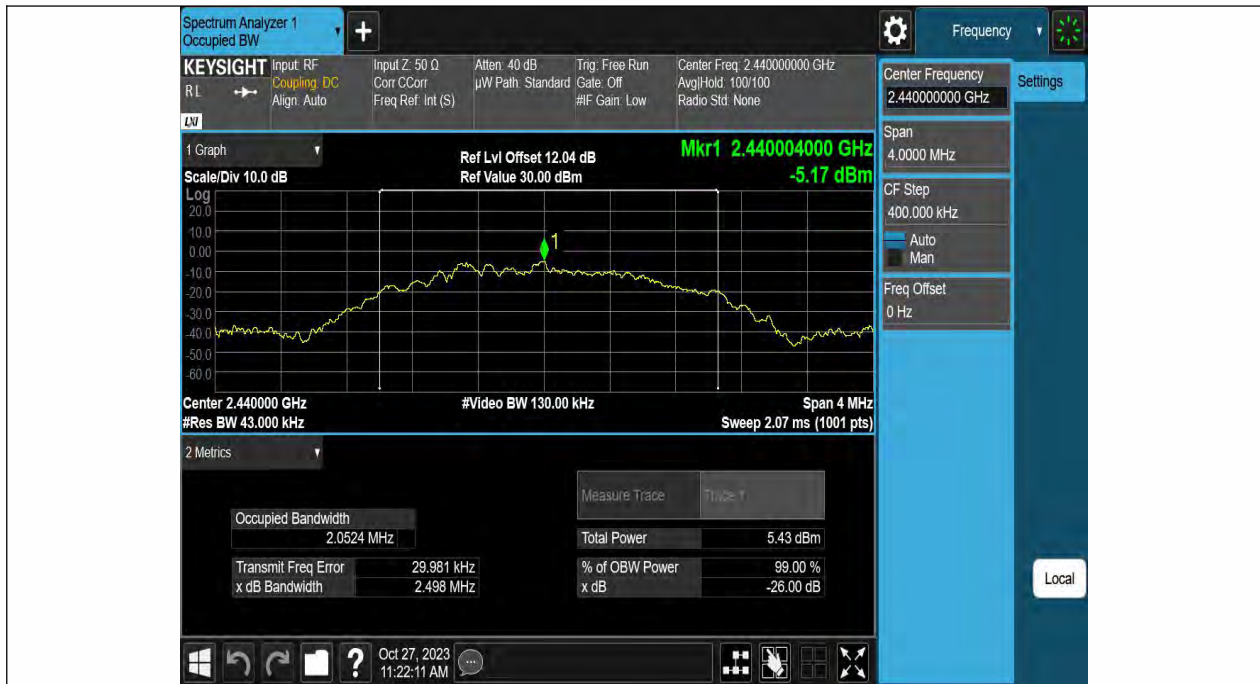 Spectrum Analyzer 1
Occupied BW
Frequency
KEYSIGHT
RL
LXI
Input: RF
Coupling: DC
Align: Auto
Input Z: 50 Ω
Corr CCorr
Freq Ref: Int (S)
Atten: 40 dB
µW Path: Standard
Trig: Free Run
Gate: Off
#IF Gain: Low
Center Freq: 2.440000000 GHz
Avg|Hold: 100/100
Radio Std: None
1 Graph
Scale/Div 10.0 dB
Ref Lvl Offset 12.04 dB
Ref Value 30.00 dBm
Mkr1 2.440004000 GHz
-5.17 dBm
Log
20.0
10.0
0.00
-10.0
-20.0
-30.0
-40.0
-50.0
-60.0
1
Center 2.440000 GHz
#Video BW 130.00 kHz
Span 4 MHz
#Res BW 43.000 kHz
Sweep 2.07 ms (1001 pts)
2 Metrics
Measure Trace
Trace
Occupied Bandwidth
2.0524 MHz
Total Power 5.43 dBm
Transmit Freq Error 29.981 kHz
% of OBW Power 99.00 %
x dB Bandwidth 2.498 MHz
x dB -26.00 dB
Center Frequency
2.440000000 GHz
Settings
Span
4.0000 MHz
CF Step
400.000 kHz
Auto
Man
Freq Offset
0 Hz
Local
?
Oct 27, 2023
11:22:11 AM